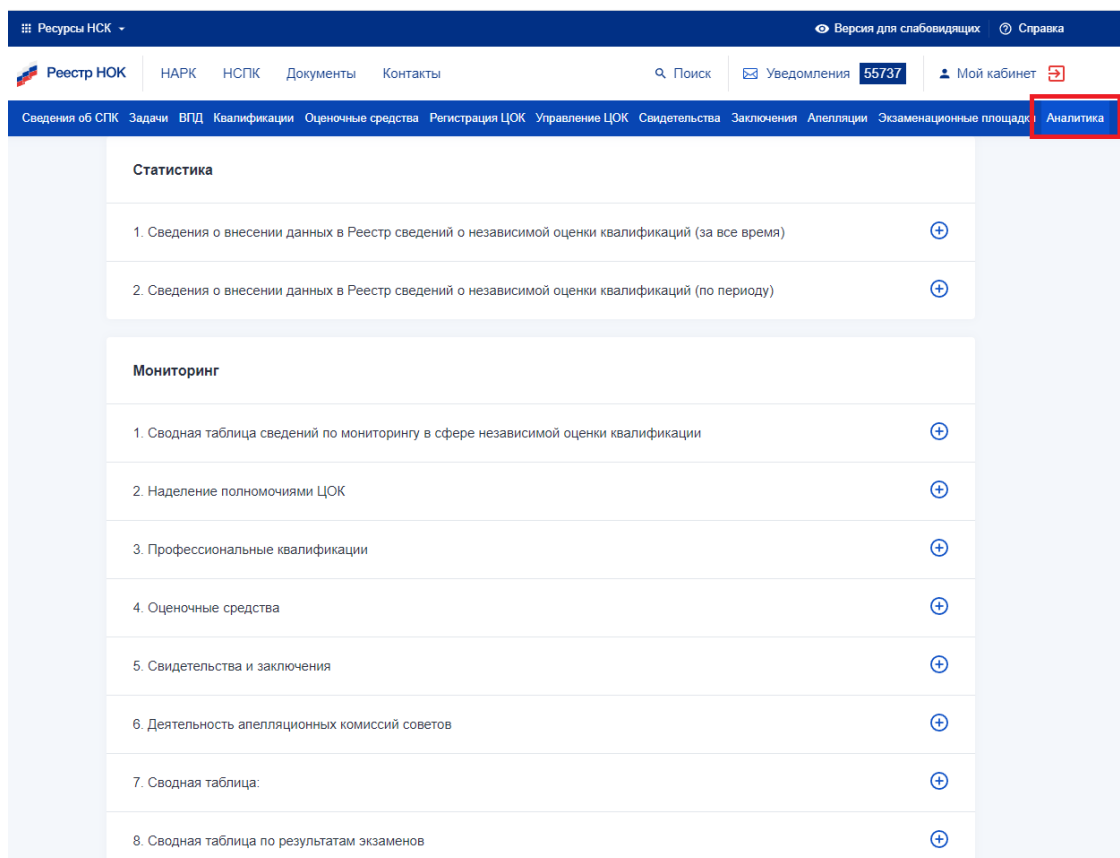 Ресурсы НСК
Версия для слабовидящих
Справка
Реестр НОК
НАРК
НСПК
Документы
Контакты
Поиск
Уведомления 55737
Мой кабинет
Сведения об СПК Задачи ВПД Квалификации Оценочные средства Регистрация ЦОК Управление ЦОК Свидетельства Заключения Апелляции Экзаменационные площадки Аналитика
Статистика
1. Сведения о внесении данных в Реестр сведений о независимой оценки квалификаций (за все время)
2. Сведения о внесении данных в Реестр сведений о независимой оценки квалификаций (по периоду)
Мониторинг
1. Сводная таблица сведений по мониторингу в сфере независимой оценки квалификации
2. Наделение полномочиями ЦОК
3. Профессиональные квалификации
4. Оценочные средства
5. Свидетельства и заключения
6. Деятельность апелляционных комиссий советов
7. Сводная таблица:
8. Сводная таблица по результатам экзаменов